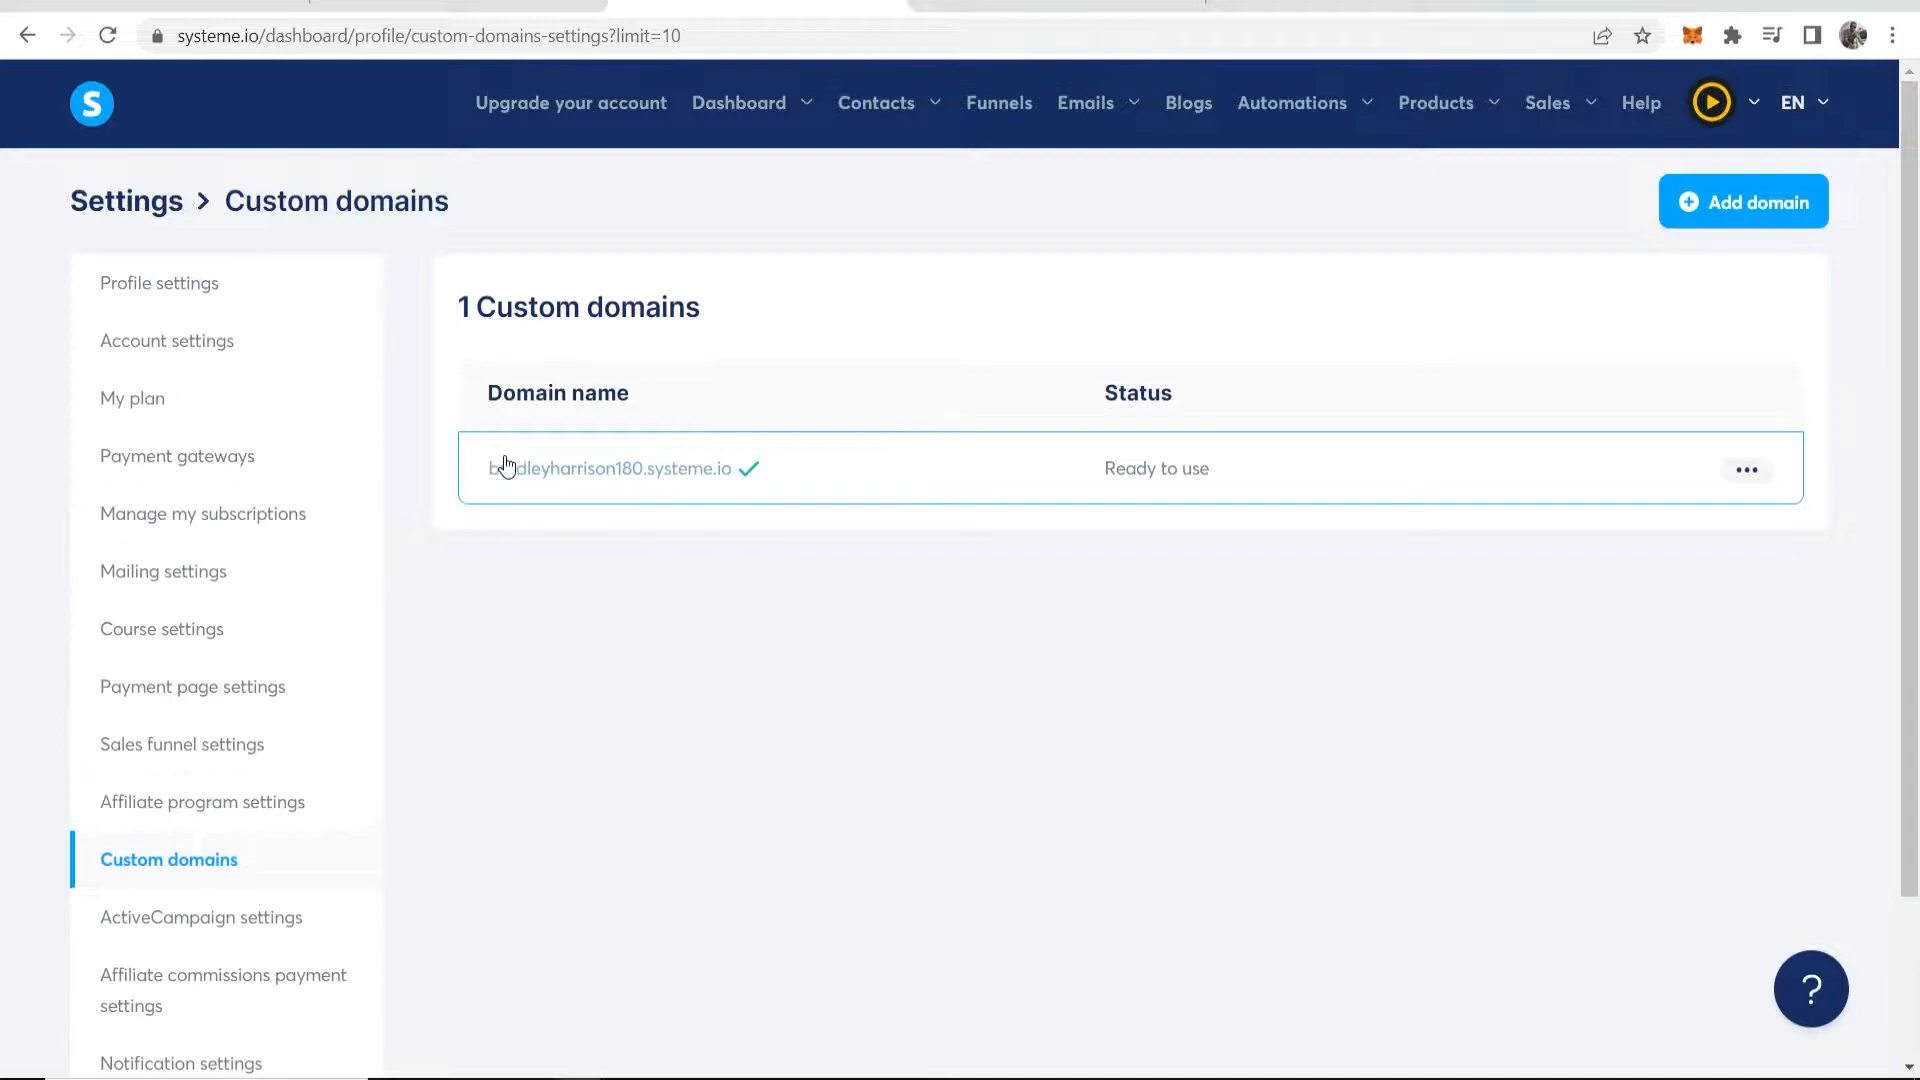 systeme.io/dashboard/profile/custom-domains-settings?limit=10
S
Upgrade your account Dashboard Contacts Funnels Emails Blogs Automations Products Sales Help EN
Settings > Custom domains
Add domain
Profile settings
Account settings
My plan
Payment gateways
Manage my subscriptions
Mailing settings
Course settings
Payment page settings
Sales funnel settings
Affiliate program settings
Custom domains
ActiveCampaign settings
Affiliate commissions payment
settings
Notification settings
1 Custom domains
Domain name Status
bradleyharrison180.systeme.io Ready to use
?